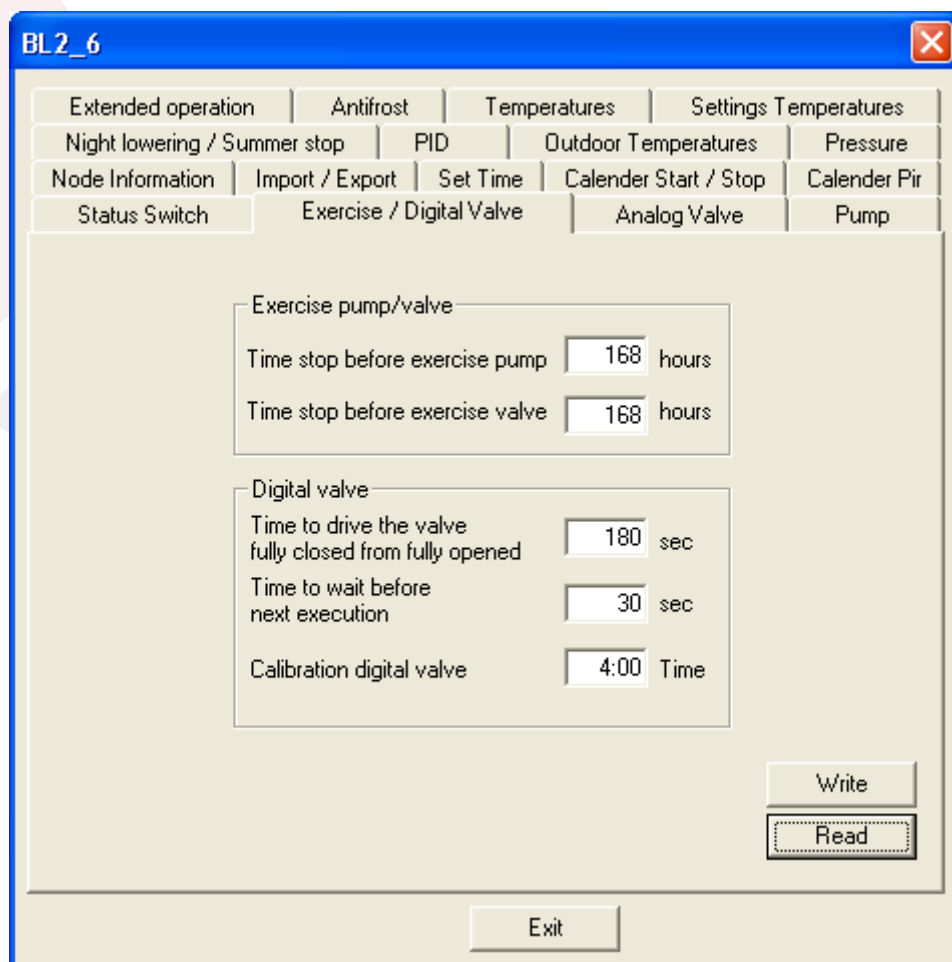 BL2_6
Extended operation Antifrost Temperatures Settings Temperatures
Night lowering / Summer stop PID Outdoor Temperatures Pressure
Node Information Import / Export Set Time Calender Start / Stop Calender Pir
Status Switch Exercise / Digital Valve Analog Valve Pump
Exercise pump/valve
Time stop before exercise pump 168 hours
Time stop before exercise valve 168 hours
Digital valve
Time to drive the valve
fully closed from fully opened 180 sec
Time to wait before
next execution 30 sec
Calibration digital valve 4:00 Time
Write
Read
Exit